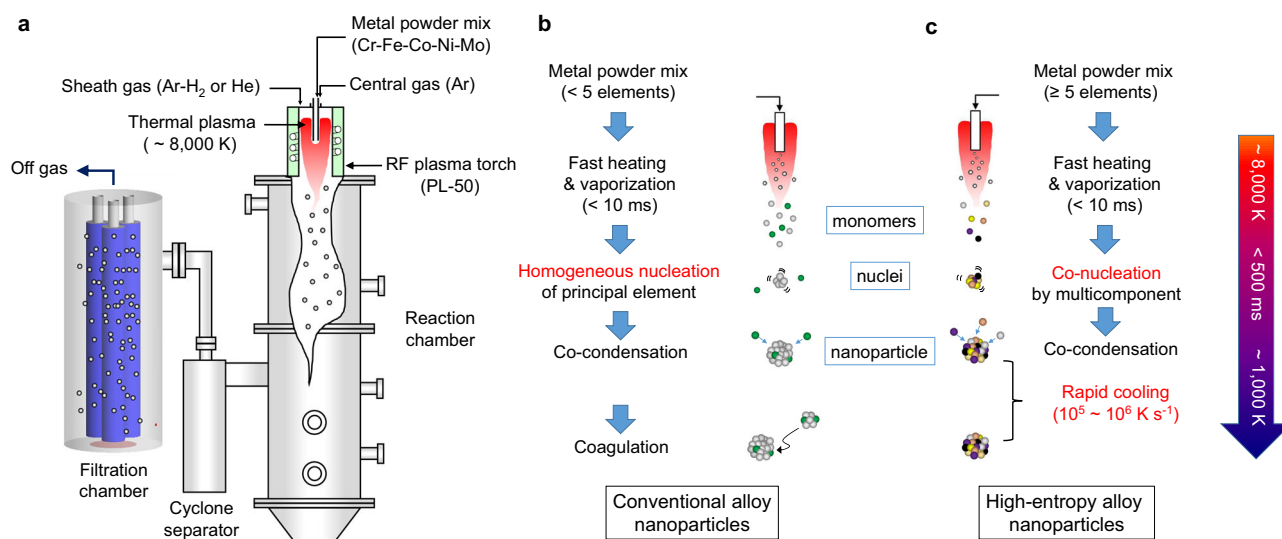 a
Metal powder mix
(Cr-Fe-Co-Ni-Mo)
Sheath gas (Ar-H₂ or He)
Central gas (Ar)
Thermal plasma
( ~ 8,000 K)
RF plasma torch
(PL-50)
Off gas
Reaction
chamber
Filtration
chamber
Cyclone
separator
b
Metal powder mix
(< 5 elements)
Fast heating
& vaporization
(< 10 ms)
Homogeneous nucleation
of principal element
Co-condensation
Coagulation
Conventional alloy
nanoparticles
monomers
nuclei
nanoparticle
c
Metal powder mix
(≥ 5 elements)
Fast heating
& vaporization
(< 10 ms)
Co-nucleation
by multicomponent
Co-condensation
Rapid cooling
(10⁵ ~ 10⁶ K s⁻¹)
High-entropy alloy
nanoparticles
~ 8,000 K < 500 ms ~ 1,000 K